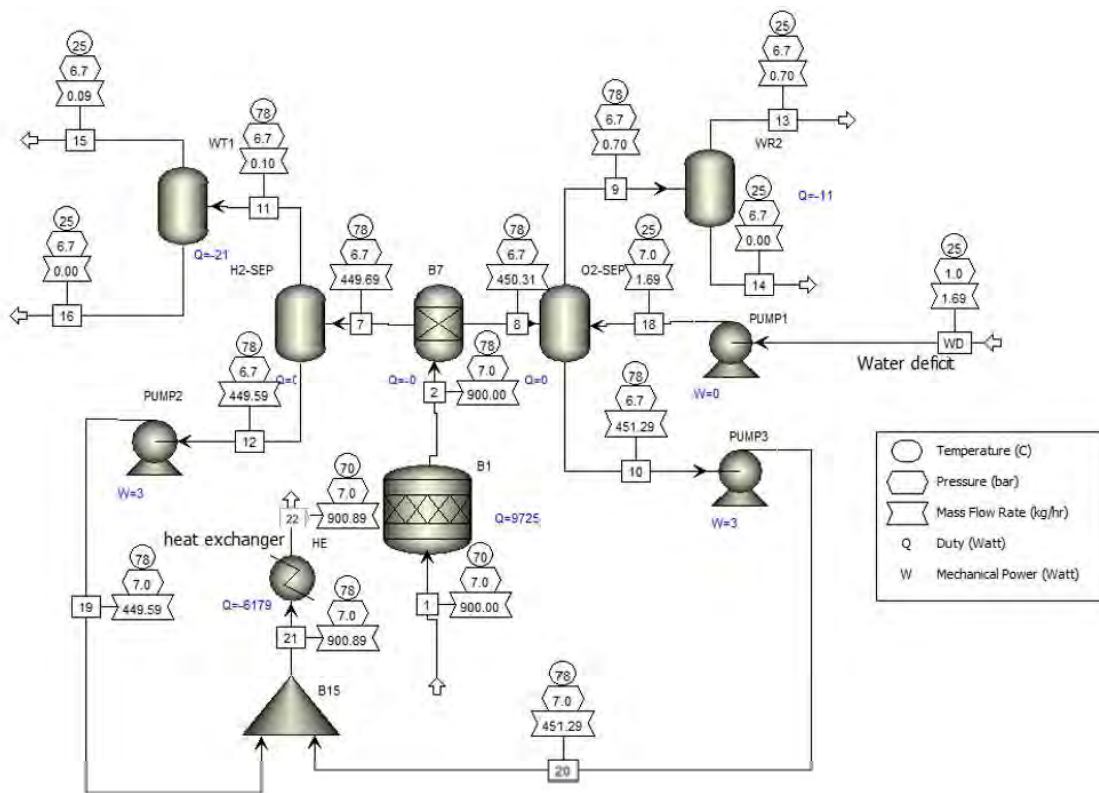 25
6.7
0.09
15
WT1
78
6.7
0.10
11
25
6.7
0.00
16
Q=-21
H2-SEP
78
6.7
449.69
7
B7
78
6.7
450.31
8
O2-SEP
78
6.7
0.70
9
25
6.7
0.70
13
WR2
Q=-11
25
6.7
0.00
14
25
7.0
1.69
18
PUMP1
W=0
25
1.0
1.69
WD
Water deficit
Q=-0
Q=0
78
7.0
900.00
2
78
6.7
449.59
12
PUMP2
W=3
78
6.7
451.29
10
PUMP3
W=3
B1
Q=9725
70
7.0
900.89
22
heat exchanger
HE
Q=-6179
70
7.0
900.00
1
78
7.0
449.59
19
78
7.0
900.89
21
B15
78
7.0
451.29
20
Temperature (C)
Pressure (bar)
Mass Flow Rate (kg/hr)
Q Duty (Watt)
W Mechanical Power (Watt)